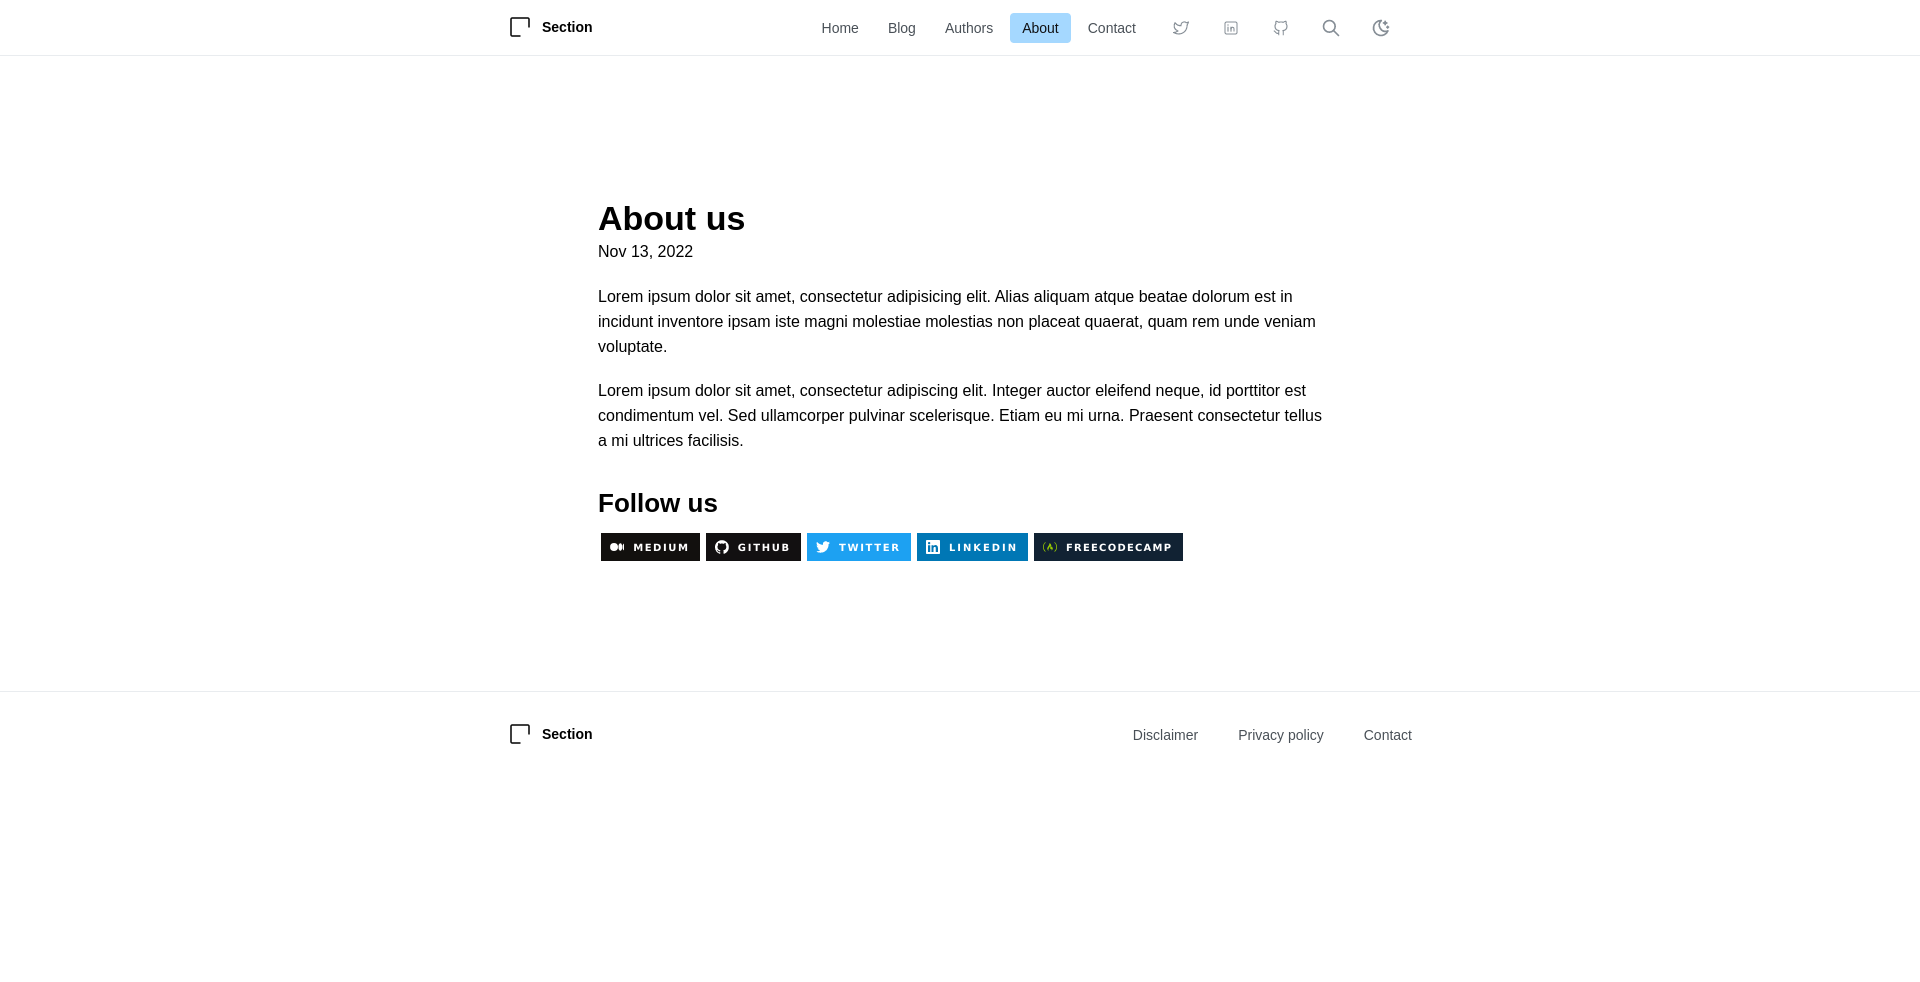 Section
Home Blog Authors About Contact
About us
Nov 13, 2022
Lorem ipsum dolor sit amet, consectetur adipisicing elit. Alias aliquam atque beatae dolorum est in
incidunt inventore ipsam iste magni molestiae molestias non placeat quaerat, quam rem unde veniam
voluptate.
Lorem ipsum dolor sit amet, consectetur adipiscing elit. Integer auctor eleifend neque, id porttitor est
condimentum vel. Sed ullamcorper pulvinar scelerisque. Etiam eu mi urna. Praesent consectetur tellus
a mi ultrices facilisis.
Follow us
MEDIUM GITHUB TWITTER LINKEDIN FREECODECAMP
Section
Disclaimer Privacy policy Contact